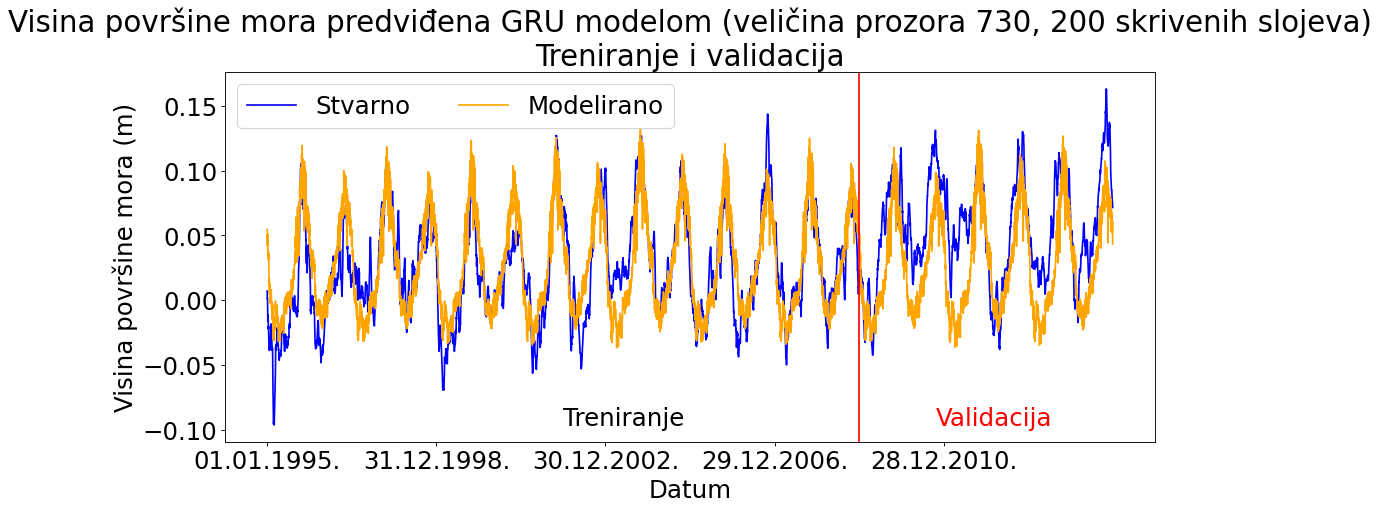 Visina površine mora predviđena GRU modelom (veličina prozora 730, 200 skrivenih slojeva)
Treniranje i validacija
Stvarno Modelirano
Visina površine mora (m)
0.15
0.10
0.05
0.00
−0.05
−0.10
Treniranje Validacija
01.01.1995. 31.12.1998. 30.12.2002. 29.12.2006. 28.12.2010.
Datum